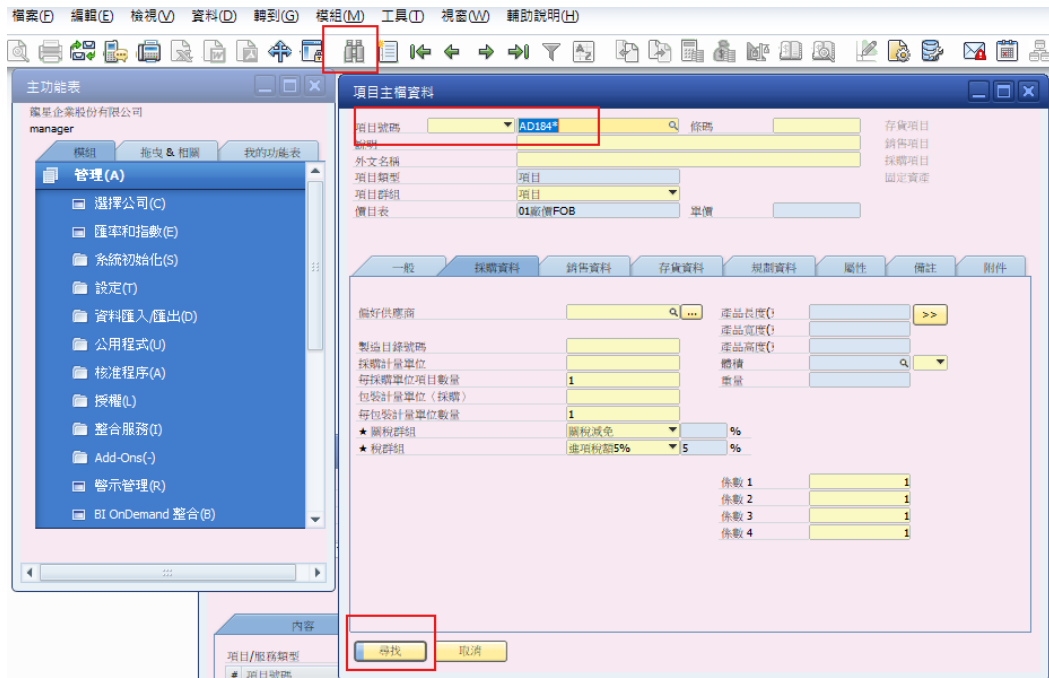 檔案(F) 編輯(E) 檢視(V) 資料(D) 轉到(G) 模組(M) 工具(T) 視窗(W) 輔助說明(H)
主功能表
龍星企業股份有限公司
manager
模組 拖曳 & 相關 我的功能表
管理(A)
選擇公司(C)
匯率和指數(E)
系統初始化(S)
設定(T)
資料匯入/匯出(D)
公用程式(U)
核准程序(A)
授權(L)
整合服務(I)
Add-Ons(-)
警示管理(R)
BI OnDemand 整合(B)
內容
項目/服務類型
# 項目號碼
項目主檔資料
項目號碼 AD184* 條碼 存貨項目
說明 銷售項目
外文名稱 採購項目
項目類型 項目 固定資產
項目群組 項目
價目表 01廠價FOB 單價
一般 採購資料 銷售資料 存貨資料 規劃資料 屬性 備註 附件
偏好供應商 ... 產品長度( >>
產品寬度(
製造目錄號碼 產品高度(
採購計量單位 體積
每採購單位項目數量 1 重量
包裝計量單位（採購）
每包裝計量單位數量 1
★ 關稅群組 關稅減免 %
★ 稅群組 進項稅額5% 5 %
係數 1 1
係數 2 1
係數 3 1
係數 4 1
尋找 取消